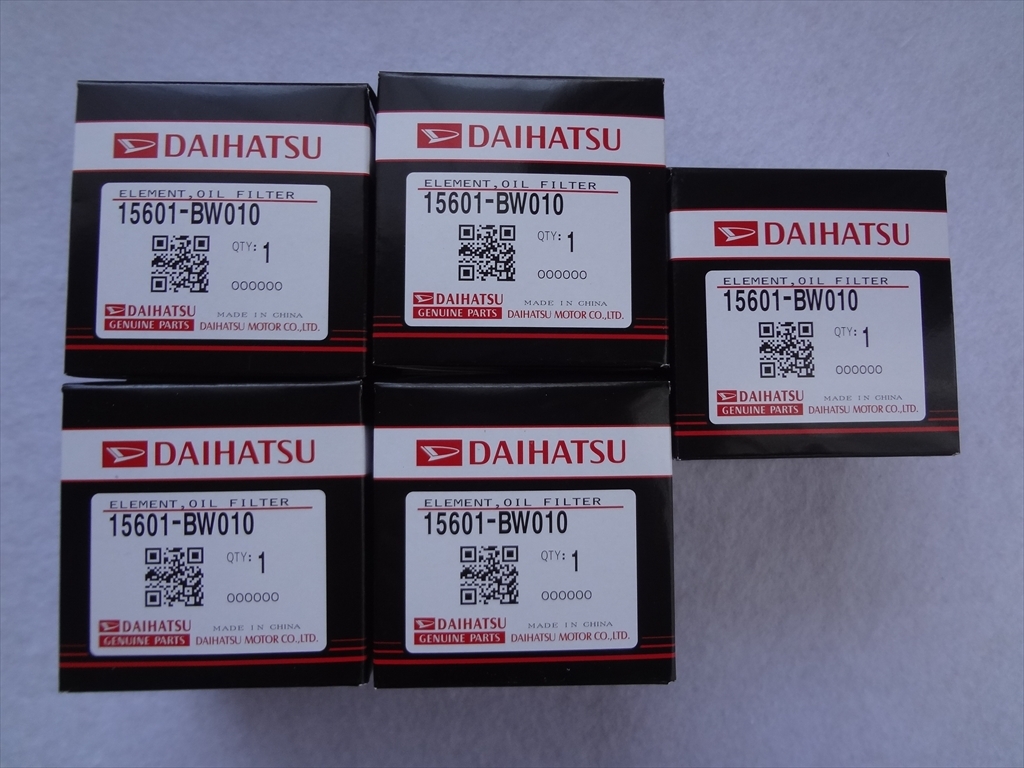 DAIHATSU
ELEMENT,OIL FILTER
15601-BW010
QTY: 1
000000
DAIHATSU
GENUINE PARTS
MADE IN CHINA
DAIHATSU MOTOR CO.,LTD.
DAIHATSU
ELEMENT,OIL FILTER
15601-BW010
QTY: 1
000000
DAIHATSU
GENUINE PARTS
MADE IN CHINA
DAIHATSU MOTOR CO.,LTD.
DAIHATSU
ELEMENT,OIL FILTER
15601-BW010
QTY: 1
000000
DAIHATSU
GENUINE PARTS
MADE IN CHINA
DAIHATSU MOTOR CO.,LTD.
DAIHATSU
ELEMENT,OIL FILTER
15601-BW010
QTY: 1
000000
DAIHATSU
GENUINE PARTS
MADE IN CHINA
DAIHATSU MOTOR CO.,LTD.
DAIHATSU
ELEMENT,OIL FILTER
15601-BW010
QTY: 1
000000
DAIHATSU
GENUINE PARTS
MADE IN CHINA
DAIHATSU MOTOR CO.,LTD.